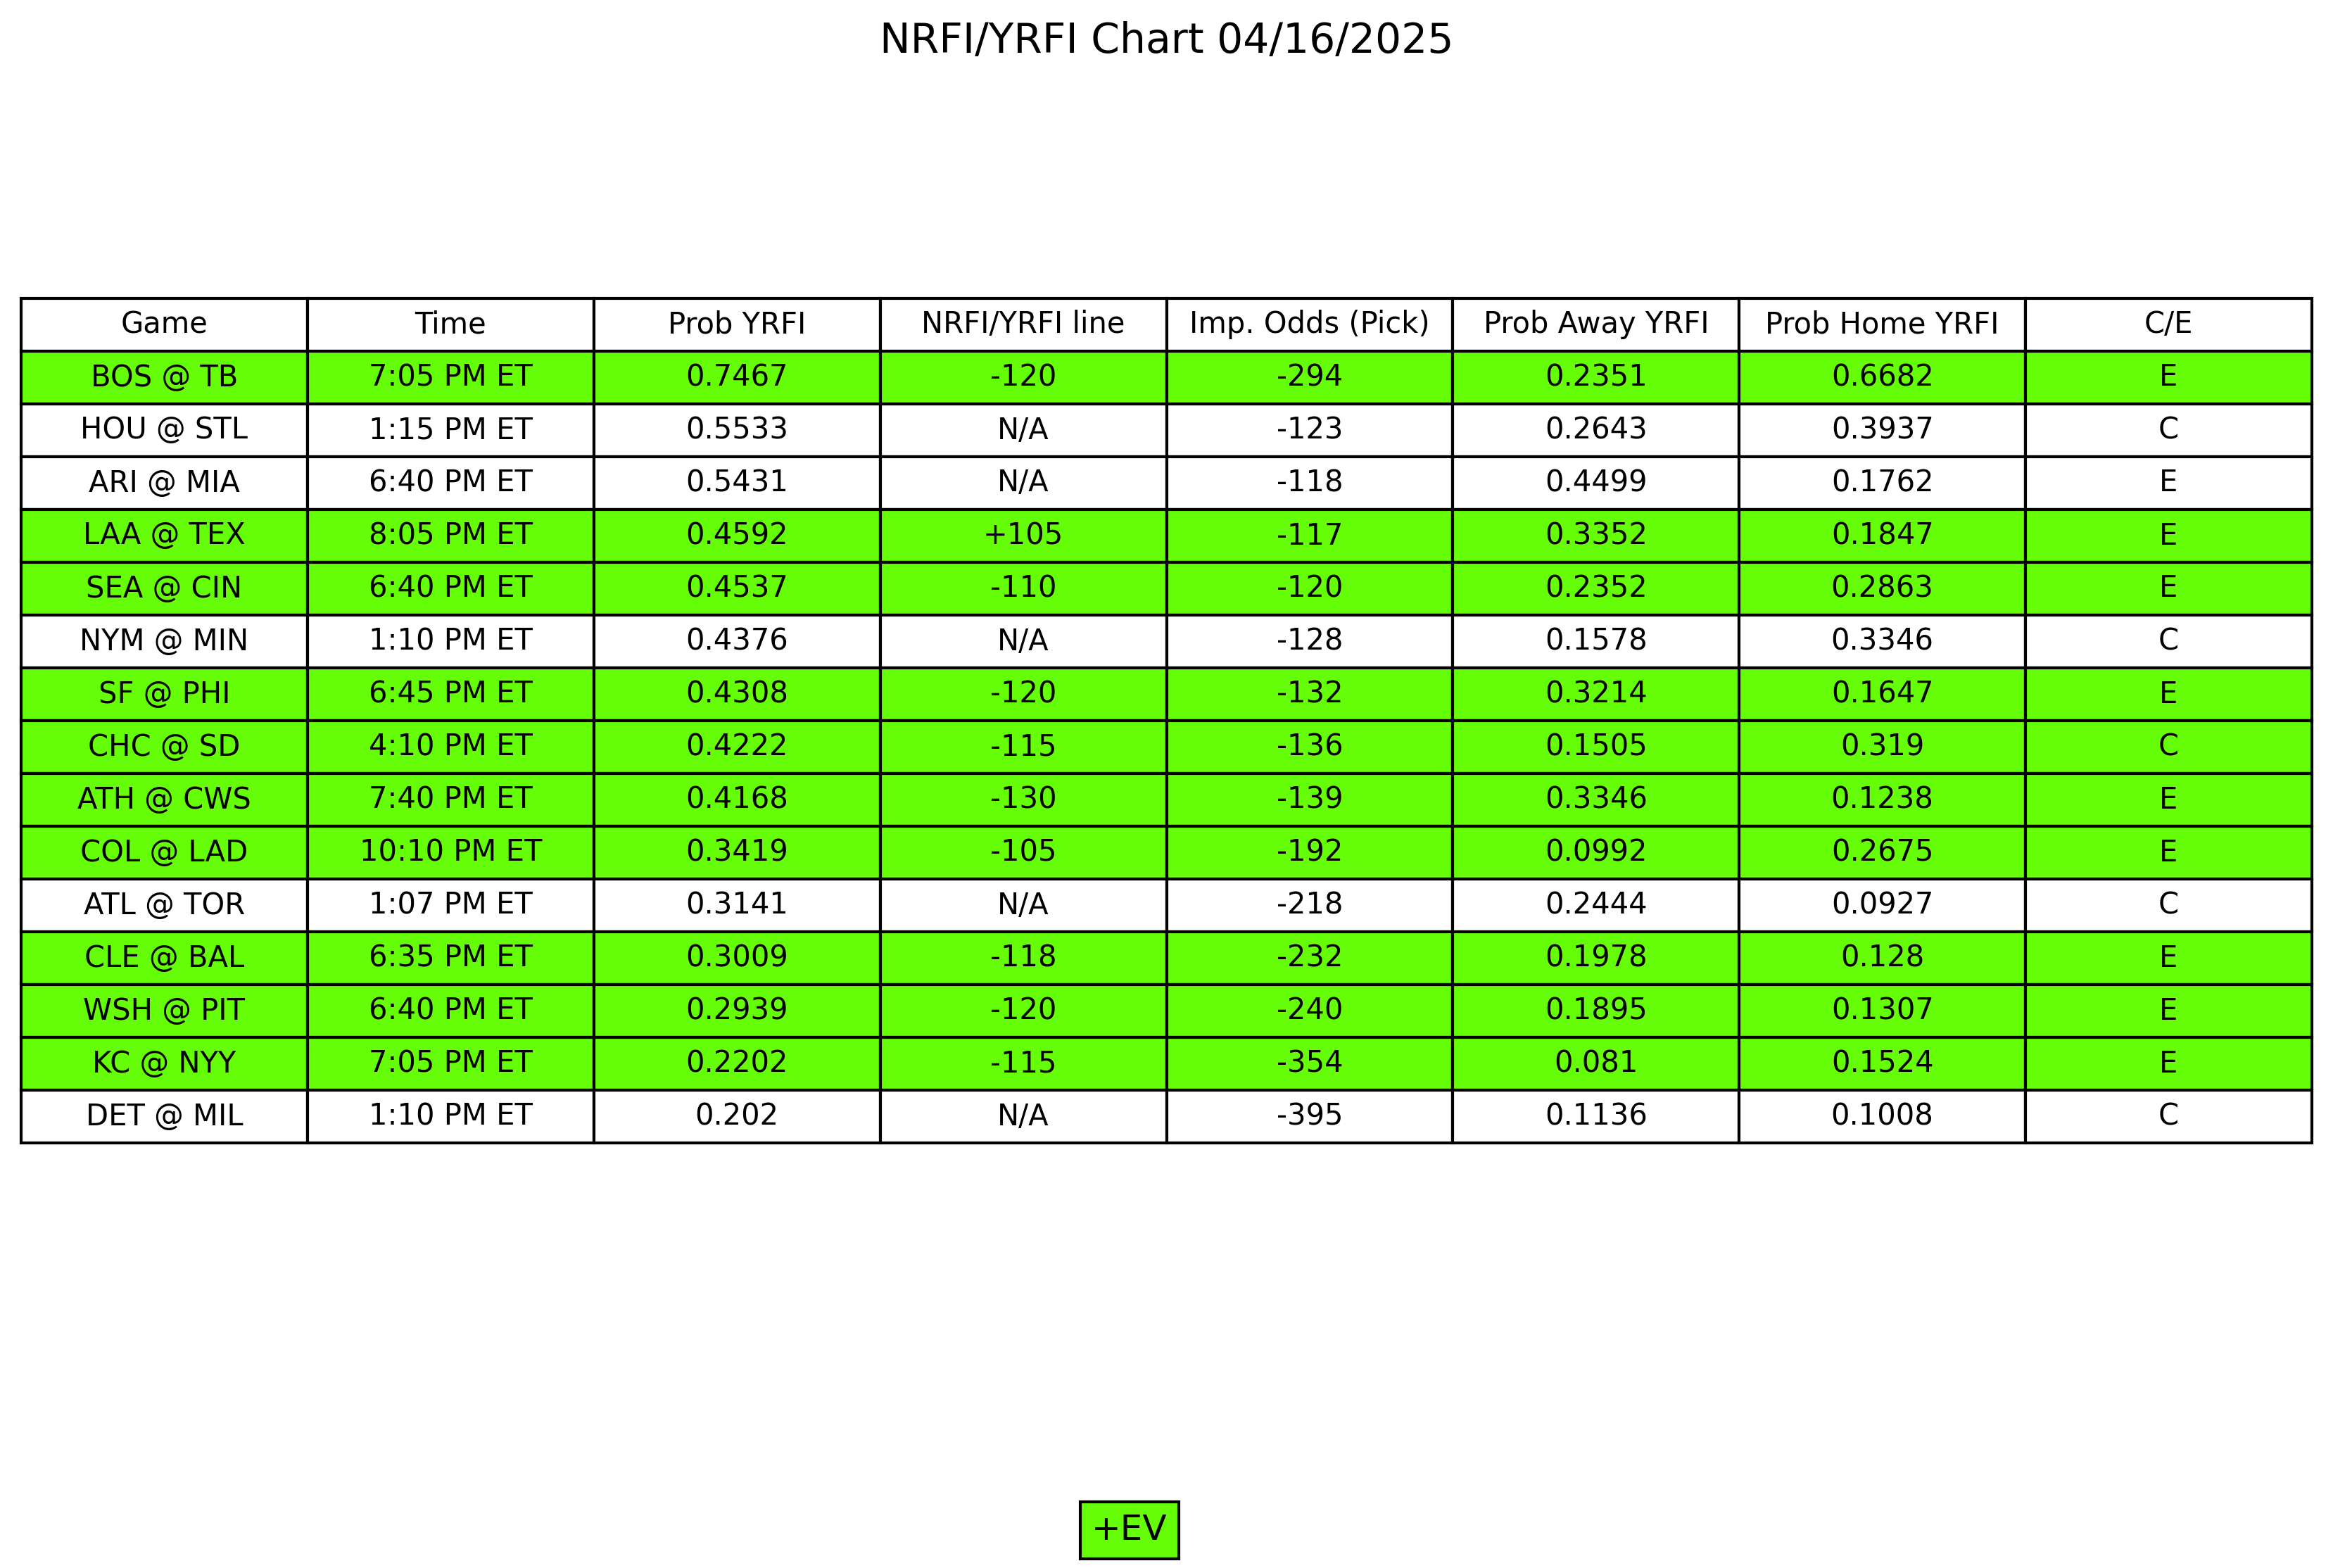 NRFI/YRFI Chart 04/16/2025
Game Time Prob YRFI NRFI/YRFI line Imp. Odds (Pick) Prob Away YRFI Prob Home YRFI C/E
BOS @ TB 7:05 PM ET 0.7467 -120 -294 0.2351 0.6682 E
HOU @ STL 1:15 PM ET 0.5533 N/A -123 0.2643 0.3937 C
ARI @ MIA 6:40 PM ET 0.5431 N/A -118 0.4499 0.1762 E
LAA @ TEX 8:05 PM ET 0.4592 +105 -117 0.3352 0.1847 E
SEA @ CIN 6:40 PM ET 0.4537 -110 -120 0.2352 0.2863 E
NYM @ MIN 1:10 PM ET 0.4376 N/A -128 0.1578 0.3346 C
SF @ PHI 6:45 PM ET 0.4308 -120 -132 0.3214 0.1647 E
CHC @ SD 4:10 PM ET 0.4222 -115 -136 0.1505 0.319 C
ATH @ CWS 7:40 PM ET 0.4168 -130 -139 0.3346 0.1238 E
COL @ LAD 10:10 PM ET 0.3419 -105 -192 0.0992 0.2675 E
ATL @ TOR 1:07 PM ET 0.3141 N/A -218 0.2444 0.0927 C
CLE @ BAL 6:35 PM ET 0.3009 -118 -232 0.1978 0.128 E
WSH @ PIT 6:40 PM ET 0.2939 -120 -240 0.1895 0.1307 E
KC @ NYY 7:05 PM ET 0.2202 -115 -354 0.081 0.1524 E
DET @ MIL 1:10 PM ET 0.202 N/A -395 0.1136 0.1008 C
+EV